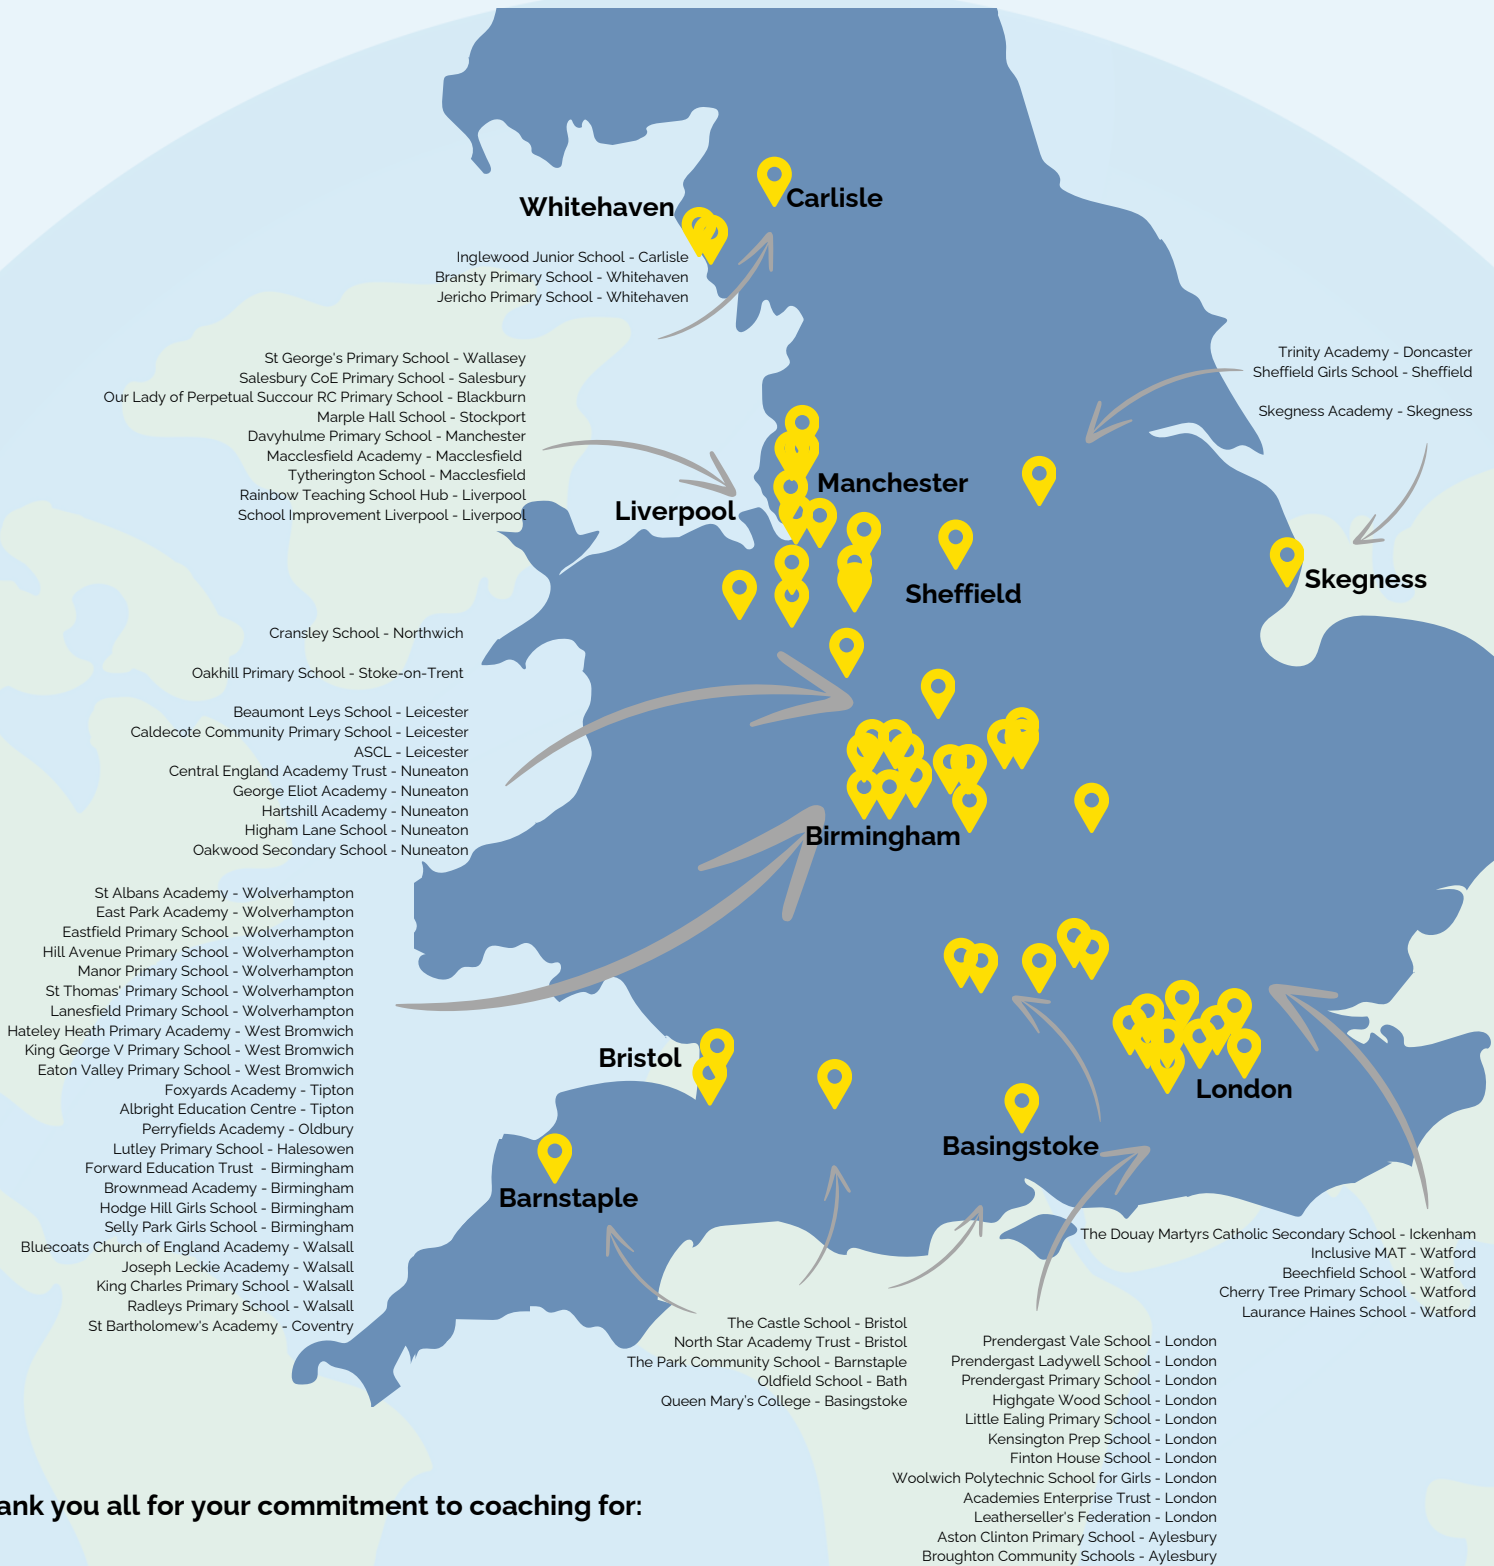 Whitehaven
Carlisle
Inglewood Junior School - Carlisle
Bransty Primary School - Whitehaven
Jericho Primary School - Whitehaven
St George's Primary School - Wallasey
Salesbury CoE Primary School - Salesbury
Our Lady of Perpetual Succour RC Primary School - Blackburn
Marple Hall School - Stockport
Davyhulme Primary School - Manchester
Macclesfield Academy - Macclesfield
Tytherington School - Macclesfield
Rainbow Teaching School Hub - Liverpool
School Improvement Liverpool - Liverpool
Trinity Academy - Doncaster
Sheffield Girls School - Sheffield
Skegness Academy - Skegness
Manchester
Liverpool
Sheffield
Skegness
Cransley School - Northwich
Oakhill Primary School - Stoke-on-Trent
Beaumont Leys School - Leicester
Caldecote Community Primary School - Leicester
ASCL - Leicester
Central England Academy Trust - Nuneaton
George Eliot Academy - Nuneaton
Hartshill Academy - Nuneaton
Higham Lane School - Nuneaton
Oakwood Secondary School - Nuneaton
Birmingham
St Albans Academy - Wolverhampton
East Park Academy - Wolverhampton
Eastfield Primary School - Wolverhampton
Hill Avenue Primary School - Wolverhampton
Manor Primary School - Wolverhampton
St Thomas' Primary School - Wolverhampton
Lanesfield Primary School - Wolverhampton
Hateley Heath Primary Academy - West Bromwich
King George V Primary School - West Bromwich
Eaton Valley Primary School - West Bromwich
Foxyards Academy - Tipton
Albright Education Centre - Tipton
Perryfields Academy - Oldbury
Lutley Primary School - Halesowen
Forward Education Trust - Birmingham
Brownmead Academy - Birmingham
Hodge Hill Girls School - Birmingham
Selly Park Girls School - Birmingham
Bluecoats Church of England Academy - Walsall
Joseph Leckie Academy - Walsall
King Charles Primary School - Walsall
Radleys Primary School - Walsall
St Bartholomew's Academy - Coventry
Bristol
London
Basingstoke
Barnstaple
The Douay Martyrs Catholic Secondary School - Ickenham
Inclusive MAT - Watford
Beechfield School - Watford
Cherry Tree Primary School - Watford
Laurance Haines School - Watford
The Castle School - Bristol
North Star Academy Trust - Bristol
The Park Community School - Barnstaple
Oldfield School - Bath
Queen Mary's College - Basingstoke
Prendergast Vale School - London
Prendergast Ladywell School - London
Prendergast Primary School - London
Highgate Wood School - London
Little Ealing Primary School - London
Kensington Prep School - London
Finton House School - London
Woolwich Polytechnic School for Girls - London
Academies Enterprise Trust - London
Leatherseller's Federation - London
Aston Clinton Primary School - Aylesbury
Broughton Community Schools - Aylesbury
ank you all for your commitment to coaching for: